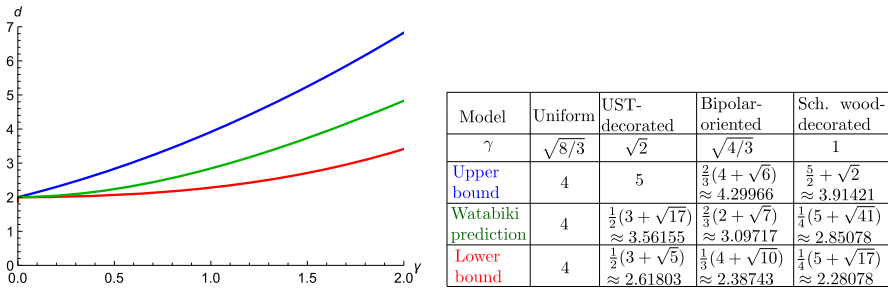 d
7
6
5
4
3
2
1
0
0.0 0.5 1.0 1.5 2.0
γ
Model Uniform UST-decorated Bipolar-oriented Sch. wood-decorated
γ √8/3 √2 √4/3 1
Upper bound 4 5 2/3(4 + √6) ≈ 4.29966 5/2 + √2 ≈ 3.91421
Watabiki prediction 4 1/2(3 + √17) ≈ 3.56155 2/3(2 + √7) ≈ 3.09717 1/4(5 + √41) ≈ 2.85078
Lower bound 4 1/2(3 + √5) ≈ 2.61803 1/3(4 + √10) ≈ 2.38743 1/4(5 + √17) ≈ 2.28078